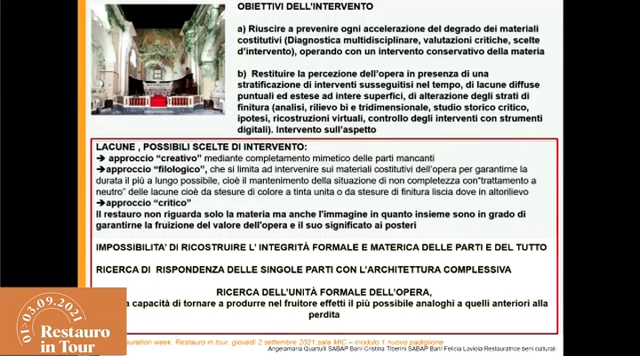 OBIETTIVI DELL'INTERVENTO
a) Riuscire a prevenire ogni accelerazione del degrado dei materiali
costitutivi (Diagnostica multidisciplinare, valutazioni critiche, scelte
d'intervento), operando con un intervento conservativo della materia
b) Restituire la percezione dell'opera in presenza di una
stratificazione di interventi susseguitisi nel tempo, di lacune diffuse
puntuali ed estese ad intere superfici, di alterazione degli strati di
finitura (analisi, rilievo bi e tridimensionale, studio storico critico,
ipotesi, ricostruzioni virtuali, controllo degli interventi con strumenti
digitali). Intervento sull'aspetto
LACUNE , POSSIBILI SCELTE DI INTERVENTO:
➔approccio "creativo" mediante completamento mimetico delle parti mancanti
➔approccio "filologico", che si limita ad intervenire sui materiali costitutivi dell'opera per garantirne la
durata il più a lungo possibile, cioè il mantenimento della situazione di non completezza con"trattamento a
neutro" delle lacune cioè da stesure di colore a tinta unita o da stesure di finitura liscia dove in altorilievo
➔approccio "critico"
Il restauro non riguarda solo la materia ma anche l'immagine in quanto insieme sono in grado di
garantirne la fruizione del valore dell'opera e il suo significato ai posteri
IMPOSSIBILITA' DI RICOSTRUIRE L' INTEGRITÀ FORMALE E MATERICA DELLE PARTI E DEL TUTTO
RICERCA DI RISPONDENZA DELLE SINGOLE PARTI CON L'ARCHITETTURA COMPLESSIVA
RICERCA DELL'UNITÀ FORMALE DELL'OPERA,
a capacità di tornare a produrre nel fruitore effetti il più possibile analoghi a quelli anteriori alla
perdita
week, Restauro in tour, giovedì 2 settembre 2021 sala MIC – modulo 1 nuovo padiglione
Angelamaria Quartulli SABAP Bari/ Cristina Tiberini SABAP Bari/ Felicia Laviola Restauratrice beni culturali
01>03.09.2021
Restauro
in Tour